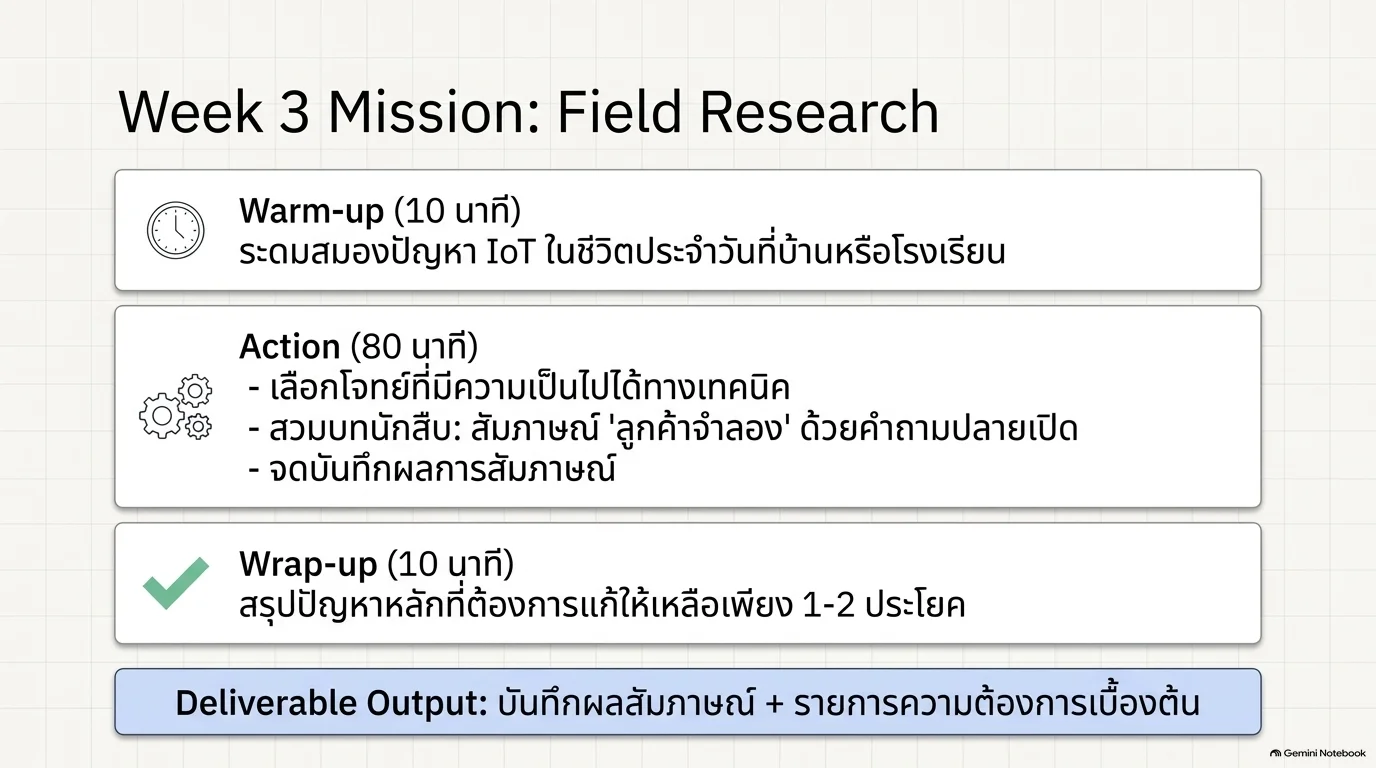 Week 3 Mission: Field Research
Warm-up (10 นาที)
ระดมสมองปัญหา IoT ในชีวิตประจำวันที่บ้านหรือโรงเรียน
Action (80 นาที)
- เลือกโจทย์ที่มีความเป็นไปได้ทางเทคนิค
- สวมบทนักสืบ: สัมภาษณ์ 'ลูกค้าจำลอง' ด้วยคำถามปลายเปิด
- จดบันทึกผลการสัมภาษณ์
Wrap-up (10 นาที)
สรุปปัญหาหลักที่ต้องการแก้ให้เหลือเพียง 1-2 ประโยค
Deliverable Output: บันทึกผลสัมภาษณ์ + รายการความต้องการเบื้องต้น
Gemini Notebook